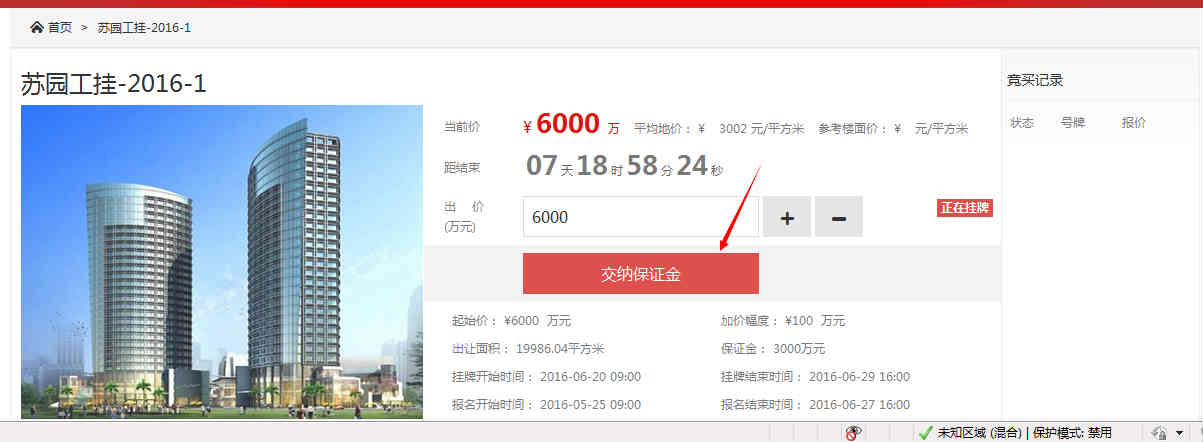 首页 > 苏园工挂-2016-1
苏园工挂-2016-1
当前价 ¥ 6000 万 平均地价： ¥ 3002 元/平方米 参考楼面价： ¥ 元/平方米
距结束 07 天 18 时 58 分 24 秒
出 价
(万元)
6000 + −
正在挂牌
交纳保证金
起始价： ¥6000 万元 加价幅度： ¥100 万元
出让面积： 19986.04平方米 保证金： 3000万元
挂牌开始时间： 2016-06-20 09:00 挂牌结束时间： 2016-06-29 16:00
报名开始时间： 2016-05-25 09:00 报名结束时间： 2016-06-27 16:00
竞买记录
状态 号牌 报价
未知区域 (混合) | 保护模式: 禁用